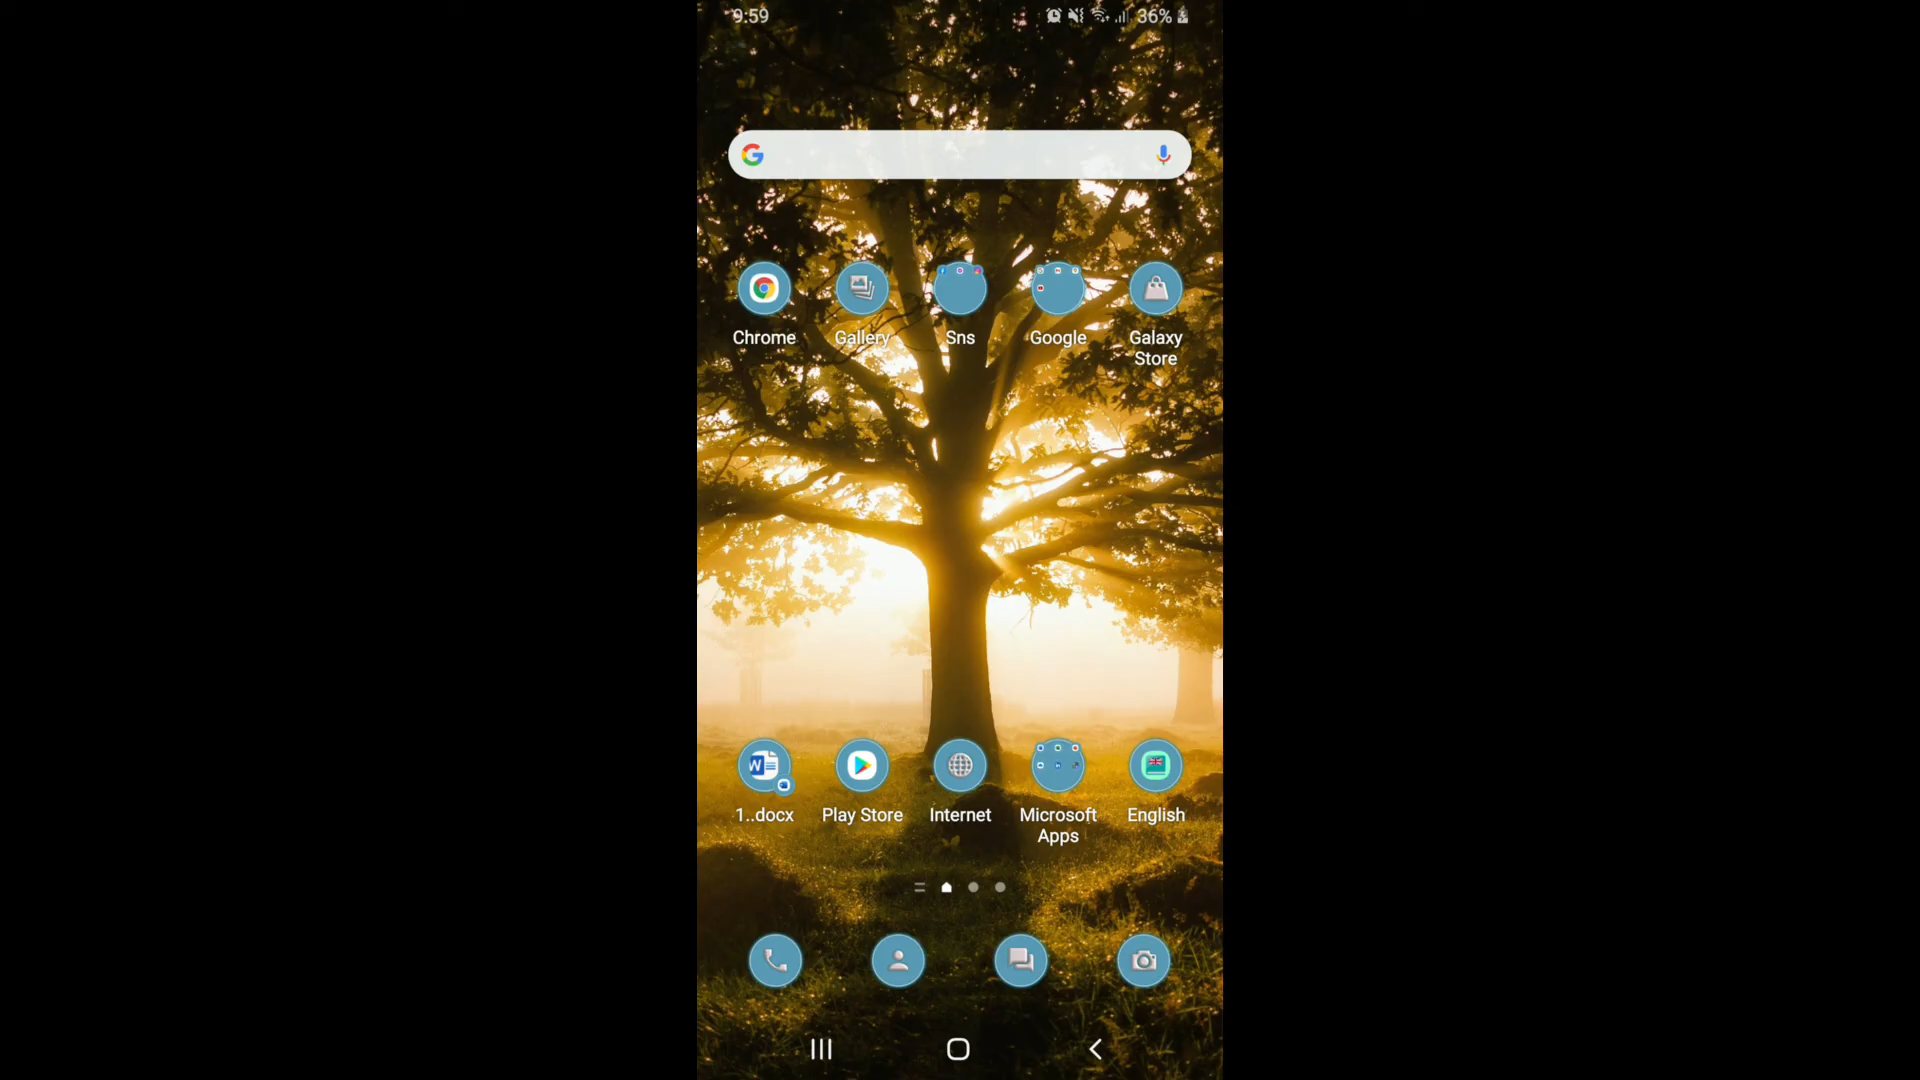 9:59
36%
G
Chrome
Gallery
Sns
Google
Galaxy
Store
W
1..docx
Play Store
Internet
Microsoft
Apps
English